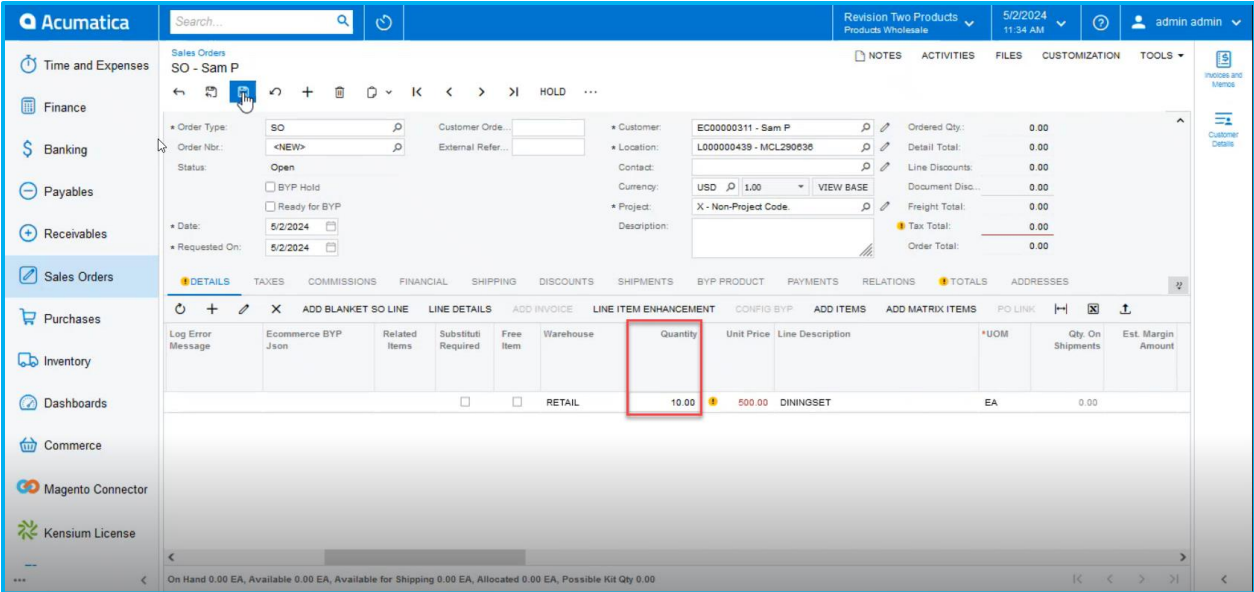 Acumatica
Search...
Revision Two Products
Products Wholesale
5/2/2024
11:34 AM
admin admin
Time and Expenses
Finance
Banking
Payables
Receivables
Sales Orders
Purchases
Inventory
Dashboards
Commerce
Magento Connector
Kensium License
Sales Orders
SO - Sam P
NOTES ACTIVITIES FILES CUSTOMIZATION TOOLS
HOLD ...
Invoices and
Memos
Customer
Details
* Order Type: SO
Order Nbr.: <NEW>
Status: Open
BYP Hold
Ready for BYP
* Date: 5/2/2024
* Requested On: 5/2/2024
Customer Orde...
External Refer...
* Customer: EC00000311 - Sam P
* Location: L000000439 - MCL290636
Contact:
Currency: USD 1.00 VIEW BASE
* Project: X - Non-Project Code.
Description:
Ordered Qty.: 0.00
Detail Total: 0.00
Line Discounts: 0.00
Document Disc... 0.00
Freight Total: 0.00
Tax Total: 0.00
Order Total: 0.00
DETAILS TAXES COMMISSIONS FINANCIAL SHIPPING DISCOUNTS SHIPMENTS BYP PRODUCT PAYMENTS RELATIONS TOTALS ADDRESSES
ADD BLANKET SO LINE LINE DETAILS ADD INVOICE LINE ITEM ENHANCEMENT CONFIG BYP ADD ITEMS ADD MATRIX ITEMS PO LINK
Log Error
Message
Ecommerce BYP
Json
Related
Items
Substituti
Required
Free
Item
Warehouse
Quantity
Unit Price
Line Description
*UOM
Qty. On
Shipments
Est. Margin
Amount
RETAIL 10.00 500.00 DININGSET EA 0.00
On Hand 0.00 EA, Available 0.00 EA, Available for Shipping 0.00 EA, Allocated 0.00 EA, Possible Kit Qty 0.00